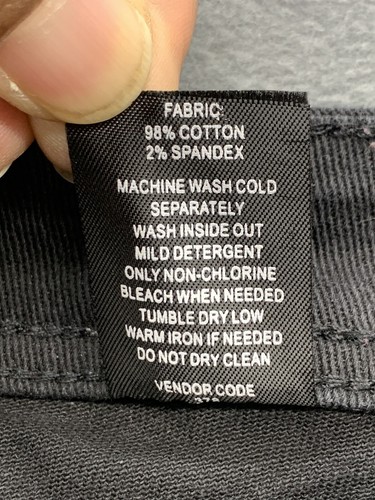 FABRIC:
98% COTTON
2% SPANDEX
MACHINE WASH COLD
SEPARATELY
WASH INSIDE OUT
MILD DETERGENT
ONLY NON-CHLORINE
BLEACH WHEN NEEDED
TUMBLE DRY LOW
WARM IRON IF NEEDED
DO NOT DRY CLEAN
VENDOR CODE